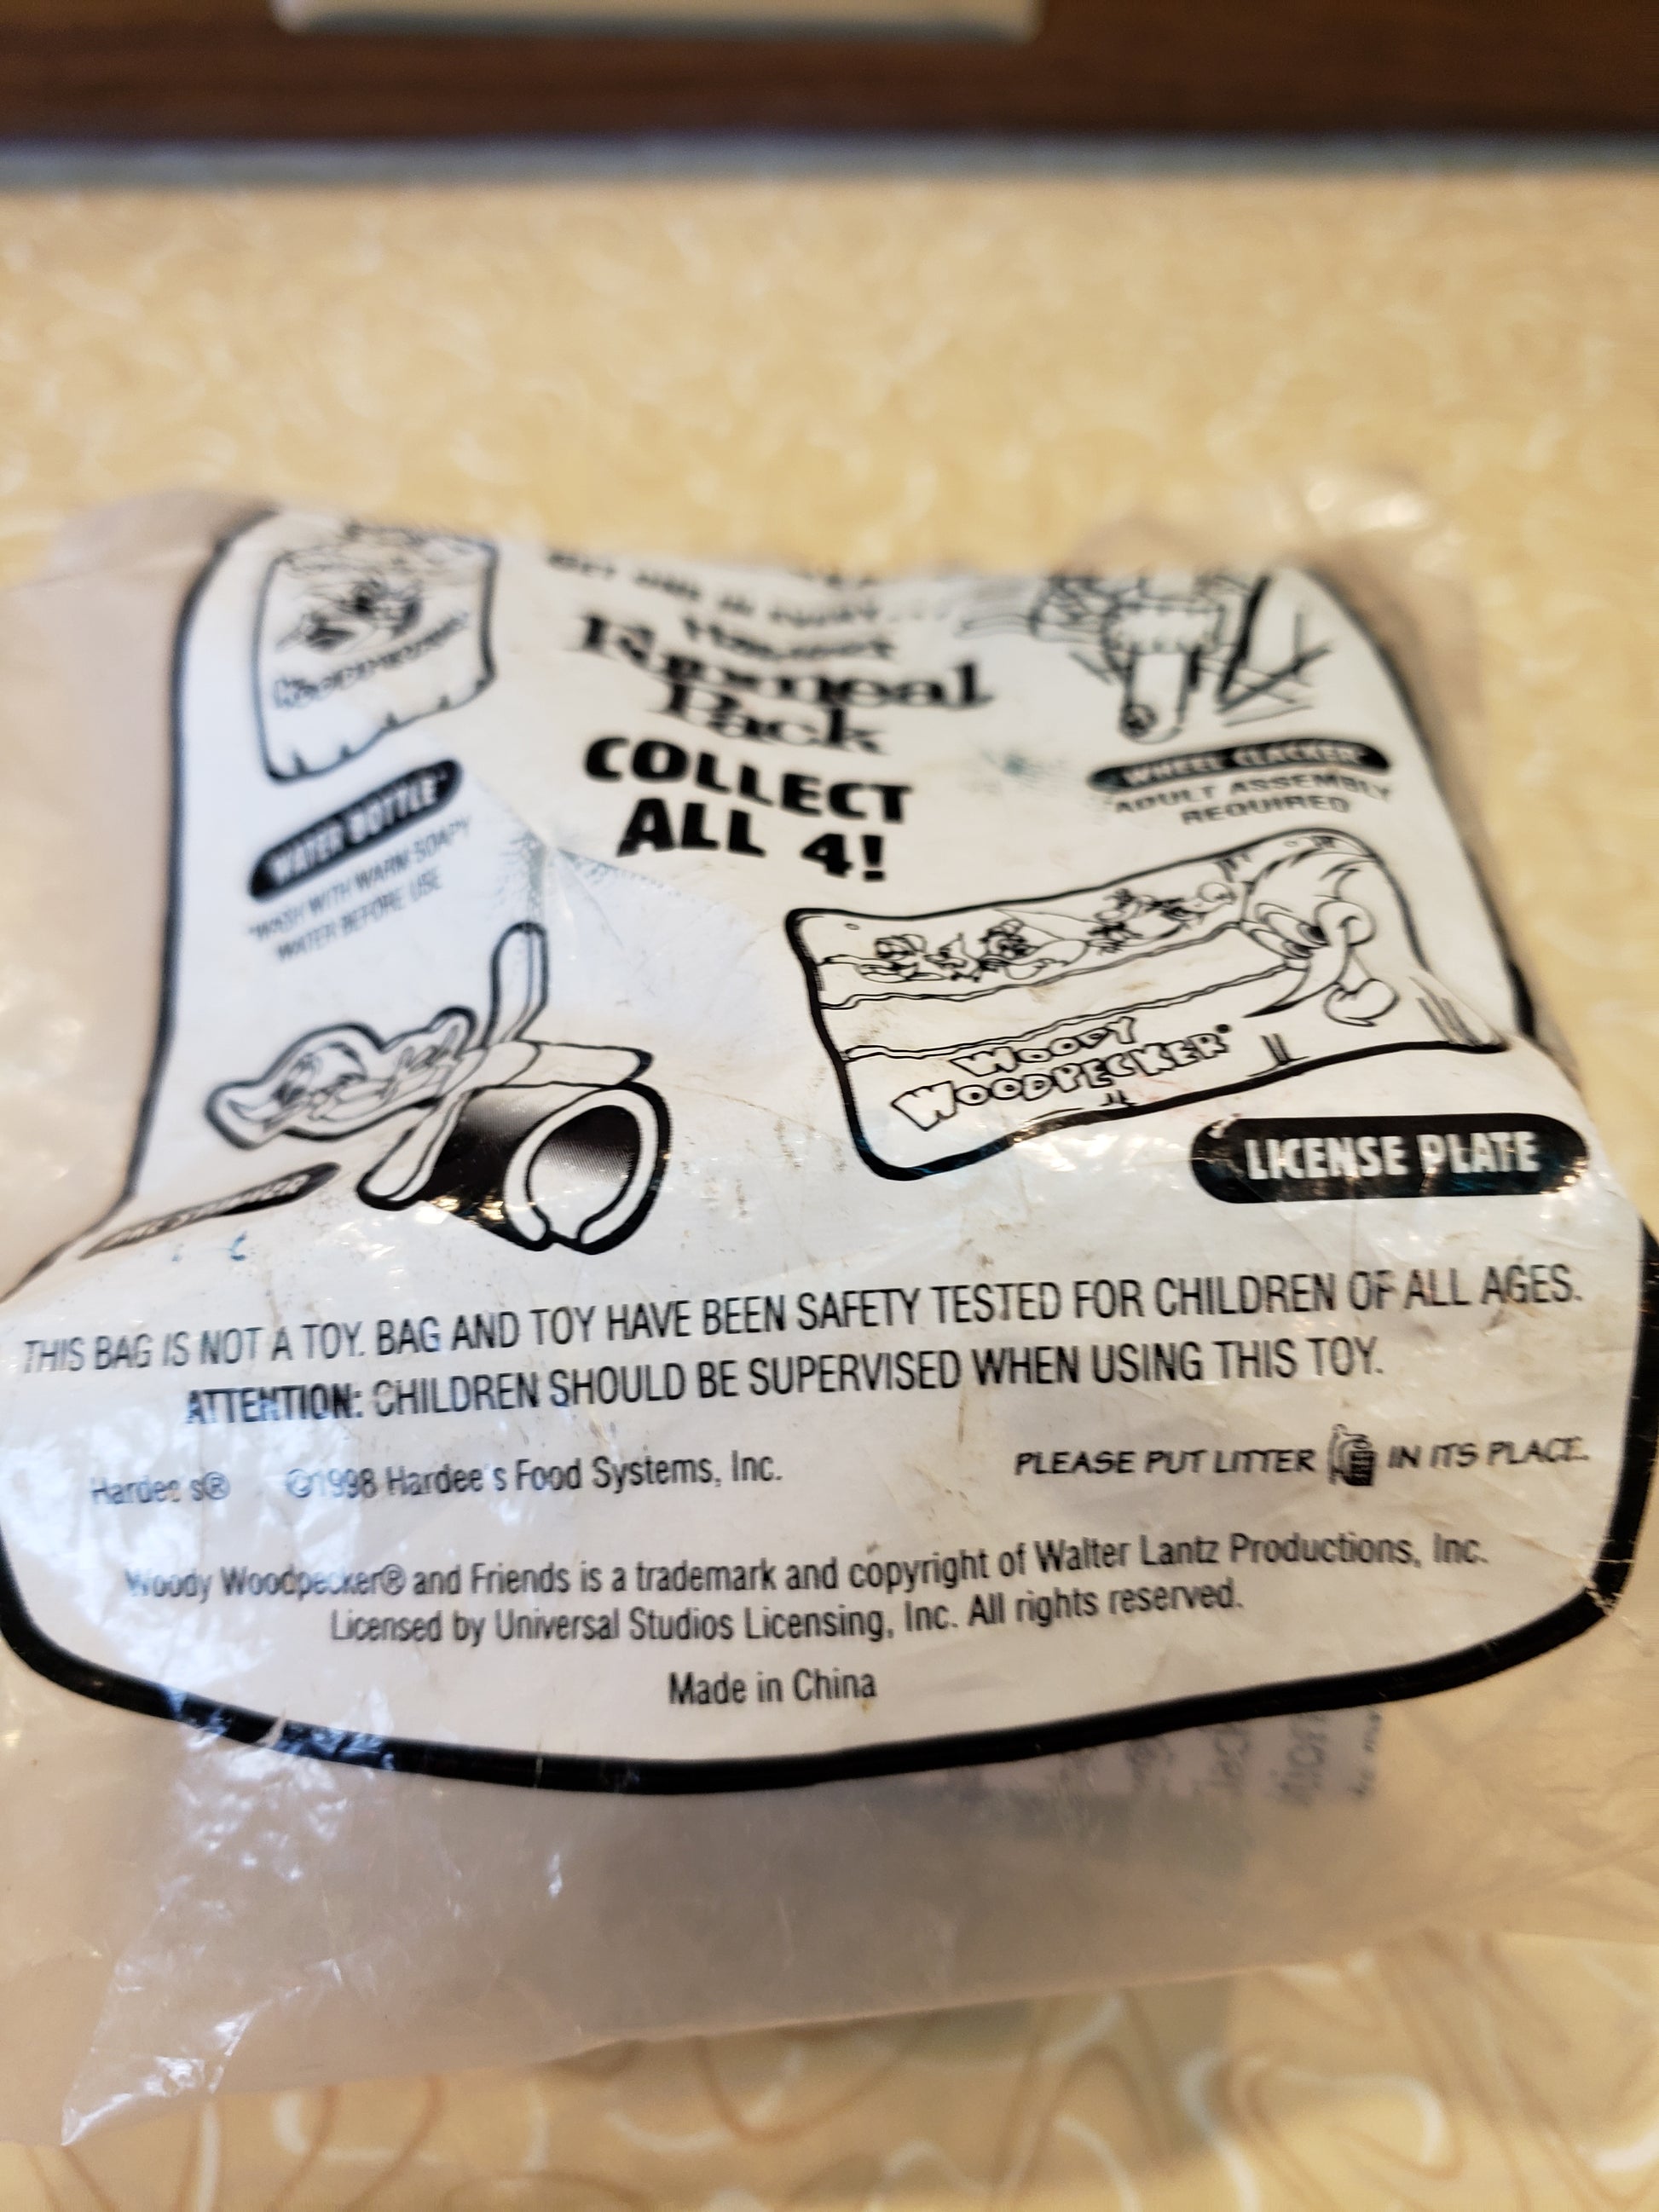 Funmeal
Pack
COLLECT
ALL 4!
WATER BOTTLE*
*WASH WITH WARM SOAPY
WATER BEFORE USE
WHEEL CLACKER*
*ADULT ASSEMBLY
REQUIRED
WOODY
WOODPECKER®
LICENSE PLATE
THIS BAG IS NOT A TOY. BAG AND TOY HAVE BEEN SAFETY TESTED FOR CHILDREN OF ALL AGES.
ATTENTION: CHILDREN SHOULD BE SUPERVISED WHEN USING THIS TOY.
Hardee's® ©1998 Hardee's Food Systems, Inc.
PLEASE PUT LITTER IN ITS PLACE.
Woody Woodpecker® and Friends is a trademark and copyright of Walter Lantz Productions, Inc.
Licensed by Universal Studios Licensing, Inc. All rights reserved.
Made in China